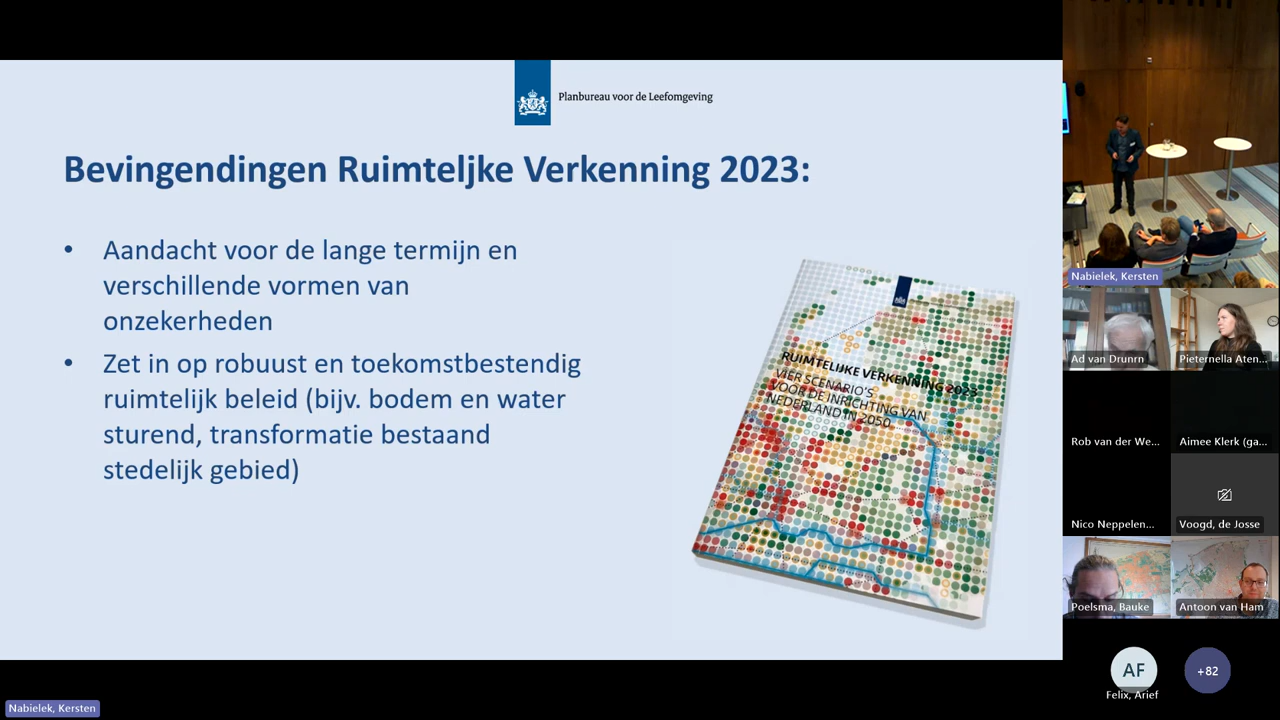 Planbureau voor de Leefomgeving
Bevingendingen Ruimteljke Verkenning 2023:
• Aandacht voor de lange termijn en
verschillende vormen van
onzekerheden
• Zet in op robuust en toekomstbestendig
ruimtelijk beleid (bijv. bodem en water
sturend, transformatie bestaand
stedelijk gebied)
RUIMTELIJKE VERKENNING 2023
VIER SCENARIO'S
VOOR DE INRICHTING VAN
NEDERLAND IN 2050
Nabielek, Kersten
Ad van Drunrn
Pieternella Aten...
Rob van der We...
Aimee Klerk (ga...
Nico Neppelen...
Voogd, de Josse
Poelsma, Bauke
Antoon van Ham
AF
Felix, Arief
+82
Nabielek, Kersten